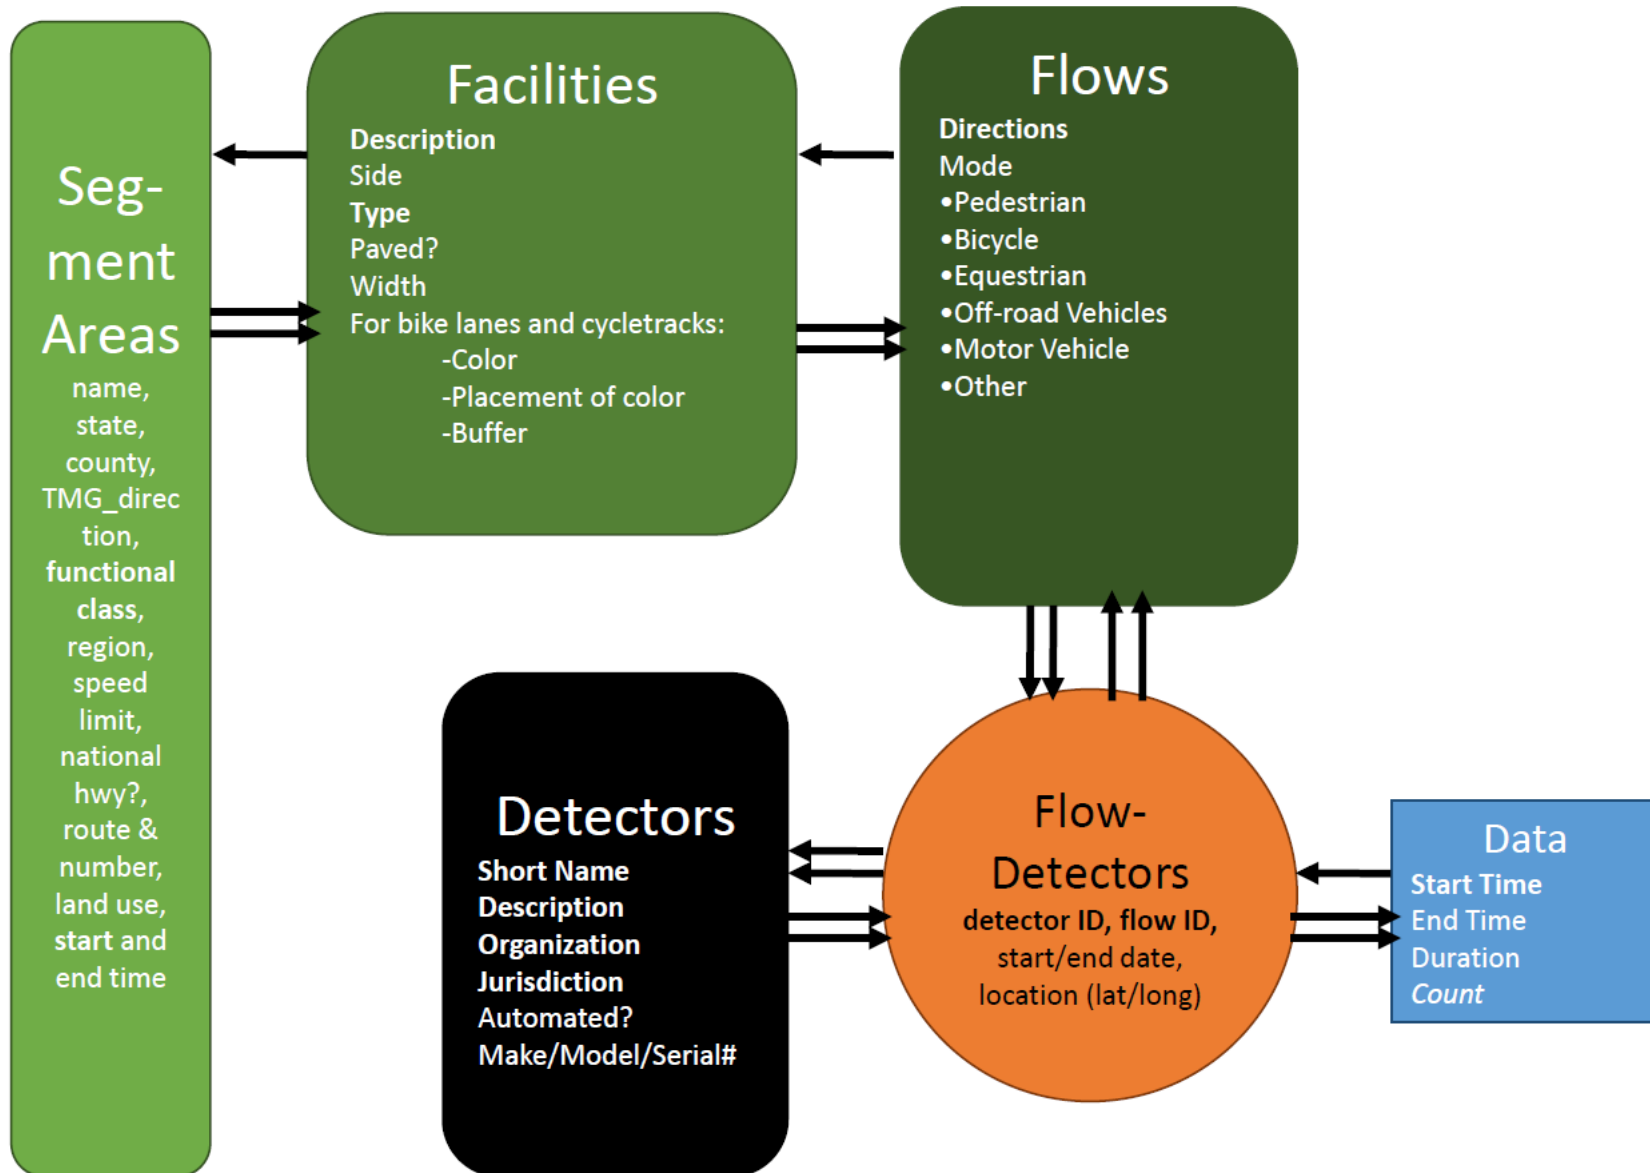 Seg-
ment
Areas
name,
state,
county,
TMG_direc
tion,
functional
class,
region,
speed
limit,
national
hwy?,
route &
number,
land use,
start and
end time
Facilities
Description
Side
Type
Paved?
Width
For bike lanes and cycletracks:
-Color
-Placement of color
-Buffer
Flows
Directions
Mode
•Pedestrian
•Bicycle
•Equestrian
•Off-road Vehicles
•Motor Vehicle
•Other
Detectors
Short Name
Description
Organization
Jurisdiction
Automated?
Make/Model/Serial#
Flow-
Detectors
detector ID, flow ID,
start/end date,
location (lat/long)
Data
Start Time
End Time
Duration
Count